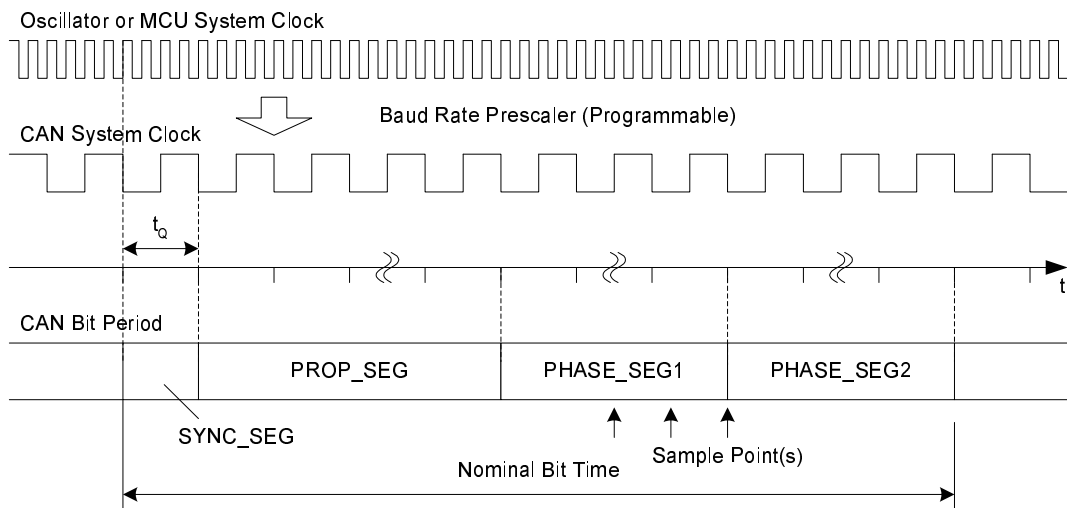 Oscillator or MCU System Clock
Baud Rate Prescaler (Programmable)
CAN System Clock
tQ
t
CAN Bit Period
PROP_SEG
PHASE_SEG1
PHASE_SEG2
SYNC_SEG
Sample Point(s)
Nominal Bit Time